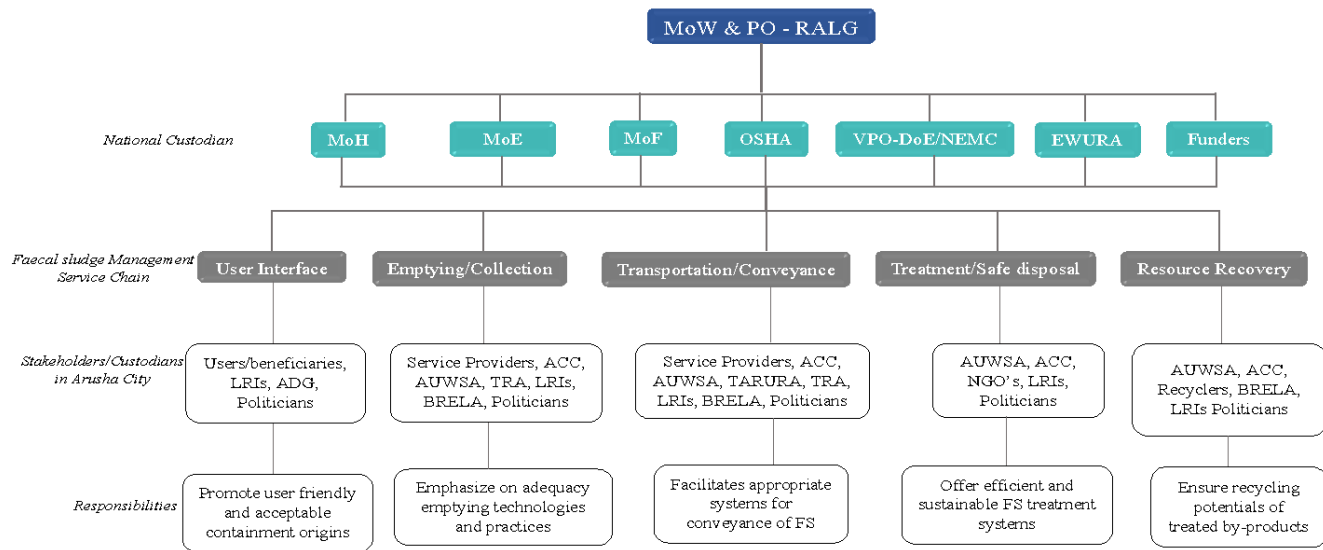 MoW & PO - RALG
National Custodian
MoH
MoE
MoF
OSHA
VPO-DoE/NEMC
EWURA
Funders
Faecal sludge Management
Service Chain
User Interface
Emptying/Collection
Transportation/Conveyance
Treatment/Safe disposal
Resource Recovery
Stakeholders/Custodians
in Arusha City
Users/beneficiaries,
LRIs, ADG,
Politicians
Service Providers, ACC,
AUWSA, TRA, LRIs,
BRELA, Politicians
Service Providers, ACC,
AUWSA, TARURA, TRA,
LRIs, BRELA, Politicians
AUWSA, ACC,
NGO's, LRIs,
Politicians
AUWSA, ACC,
Recyclers, BRELA,
LRIs Politicians
Responsibilities
Promote user friendly
and acceptable
containment origins
Emphasize on adequacy
emptying technologies
and practices
Facilitates appropriate
systems for
conveyance of FS
Offer efficient and
sustainable FS treatment
systems
Ensure recycling
potentials of
treated by-products